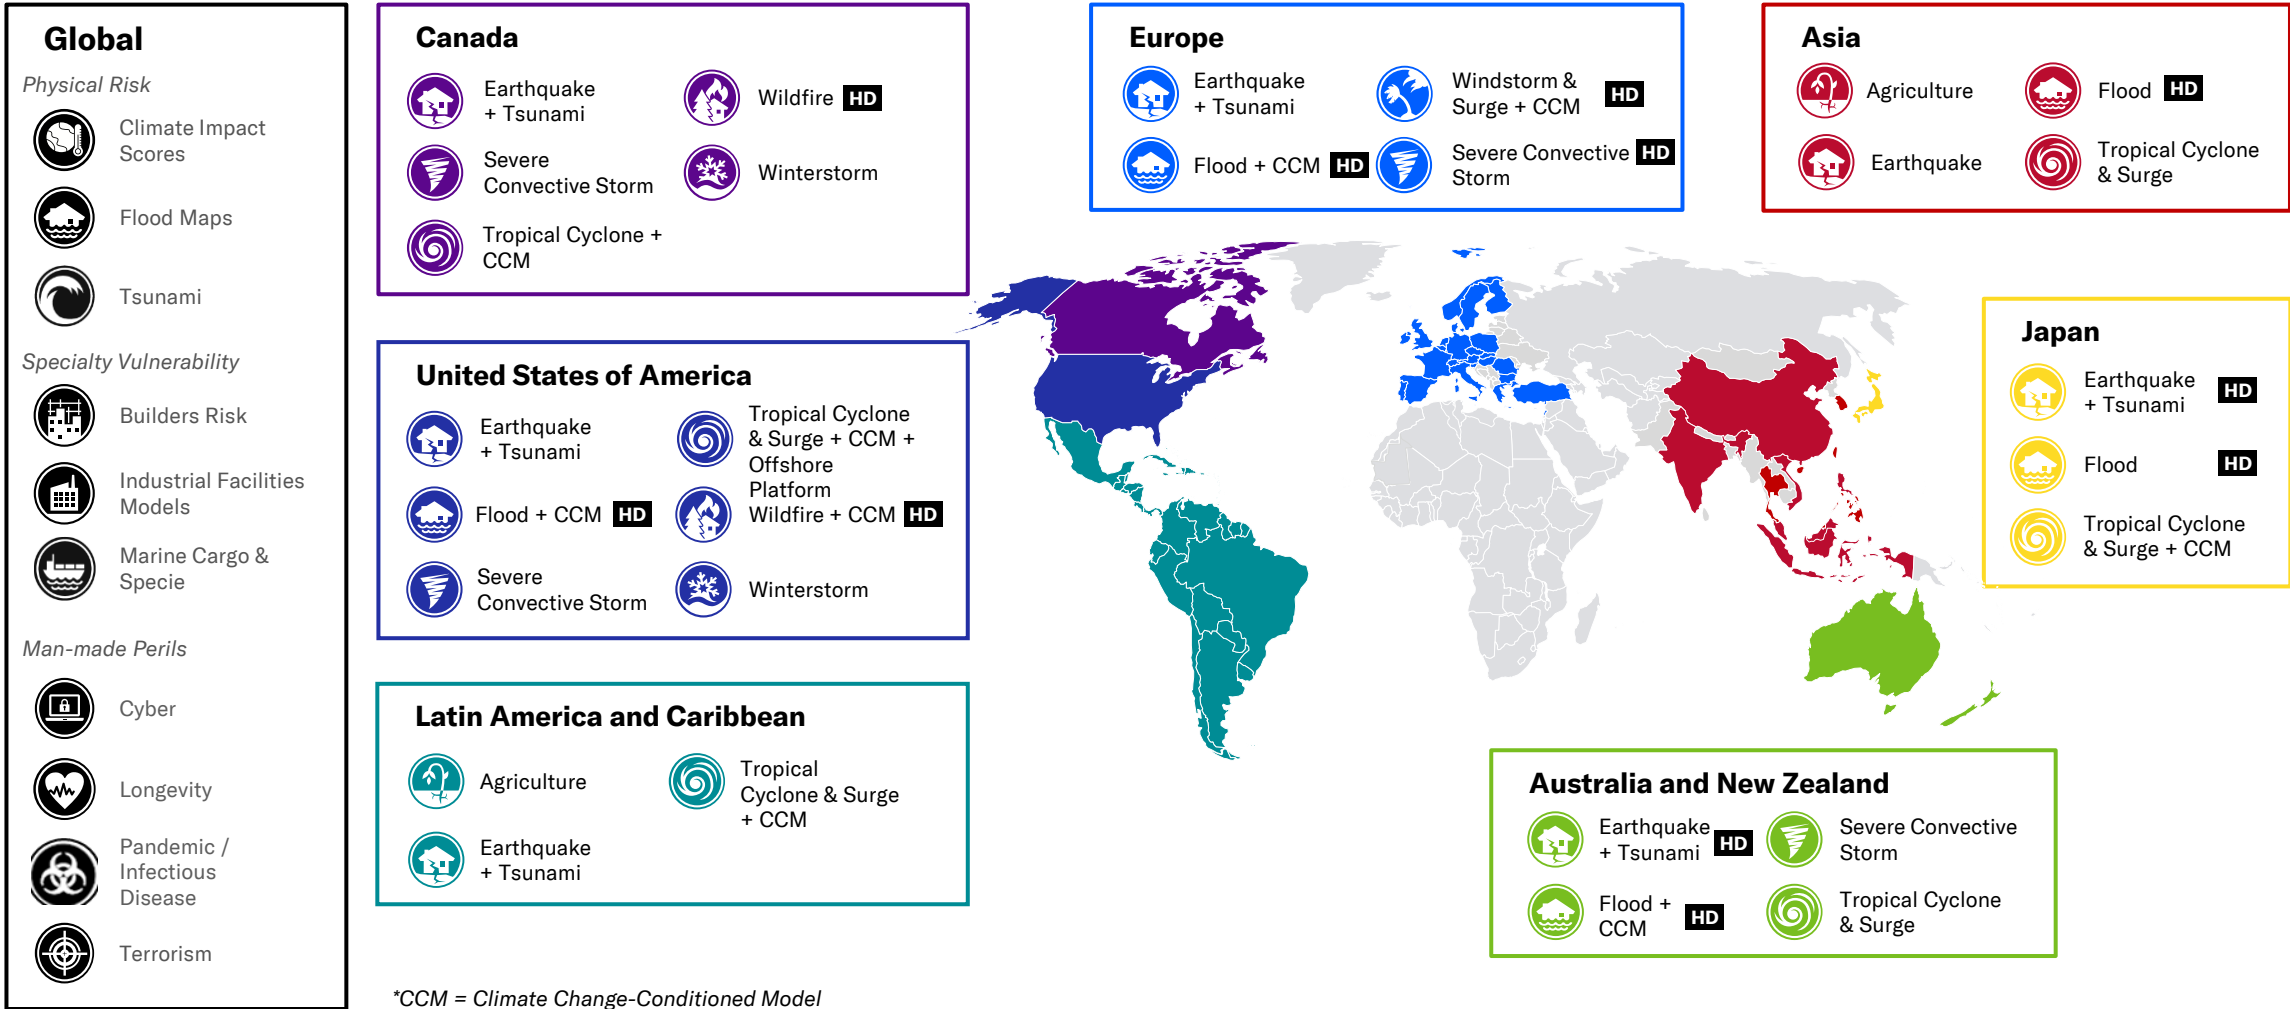 Global
Physical Risk
Climate Impact
Scores
Flood Maps
Tsunami
Specialty Vulnerability
Builders Risk
Industrial Facilities
Models
Marine Cargo &
Specie
Man-made Perils
Cyber
Longevity
Pandemic /
Infectious
Disease
Terrorism
Canada
Earthquake
+ Tsunami
Severe
Convective Storm
Tropical Cyclone +
CCM
Wildfire HD
Winterstorm
United States of America
Earthquake
+ Tsunami
Flood + CCM HD
Severe
Convective Storm
Tropical Cyclone
& Surge + CCM +
Offshore
Platform
Wildfire + CCM HD
Winterstorm
Latin America and Caribbean
Agriculture
Earthquake
+ Tsunami
Tropical
Cyclone & Surge
+ CCM
*CCM = Climate Change-Conditioned Model
Europe
Earthquake
+ Tsunami
Flood + CCM HD
Windstorm &
Surge + CCM HD
Severe Convective HD
Storm
Asia
Agriculture
Earthquake
Flood HD
Tropical Cyclone
& Surge
Japan
Earthquake
+ Tsunami HD
Flood HD
Tropical Cyclone
& Surge + CCM
Australia and New Zealand
Earthquake
+ Tsunami HD
Flood +
CCM HD
Severe Convective
Storm
Tropical Cyclone
& Surge